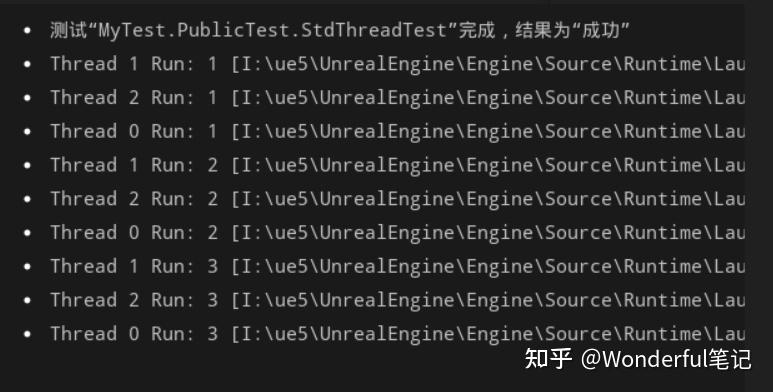 • 测试“MyTest.PublicTest.StdThreadTest”完成，结果为“成功”
• Thread 1 Run: 1 [I:\ue5\UnrealEngine\Engine\Source\Runtime\Lau
• Thread 2 Run: 1 [I:\ue5\UnrealEngine\Engine\Source\Runtime\Lau
• Thread 0 Run: 1 [I:\ue5\UnrealEngine\Engine\Source\Runtime\Lau
• Thread 1 Run: 2 [I:\ue5\UnrealEngine\Engine\Source\Runtime\Lau
• Thread 2 Run: 2 [I:\ue5\UnrealEngine\Engine\Source\Runtime\Lau
• Thread 0 Run: 2 [I:\ue5\UnrealEngine\Engine\Source\Runtime\Lau
• Thread 1 Run: 3 [I:\ue5\UnrealEngine\Engine\Source\Runtime\Lau
• Thread 2 Run: 3 [I:\ue5\UnrealEngine\Engine\Source\Runtime\Lau
• Thread 0 Run: 3 [I:\ue5\UnrealEngine\Engine\Source\Runtime\Lau
知乎 @Wonderful笔记